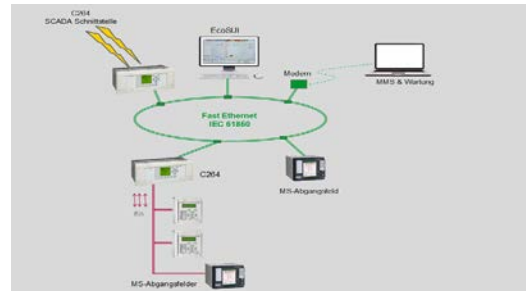 C264
SCADA Schnittstelle
EcoSUI
Modem
MMS & Wartung
Fast Ethernet
IEC 61850
C264
MS-Abgangsfeld
MS-Abgangsfelder